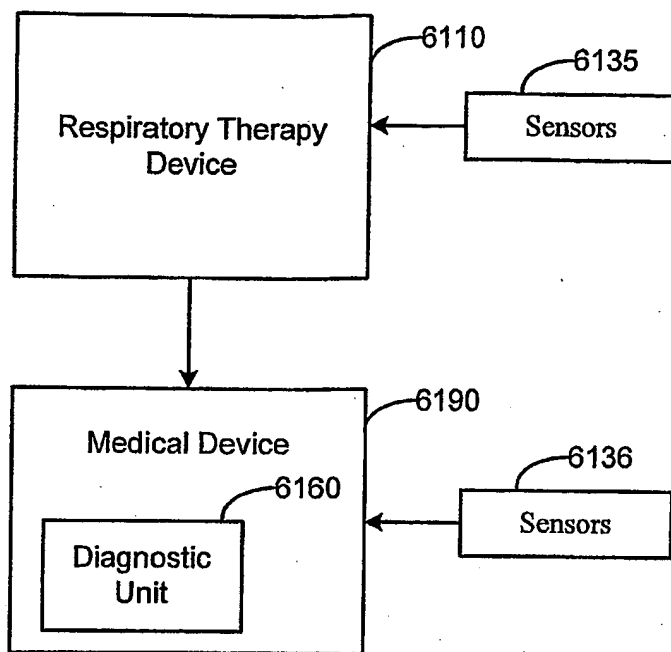 6110
6135
Respiratory Therapy
Device
Sensors
6190
Medical Device
6136
6160
Sensors
Diagnostic
Unit